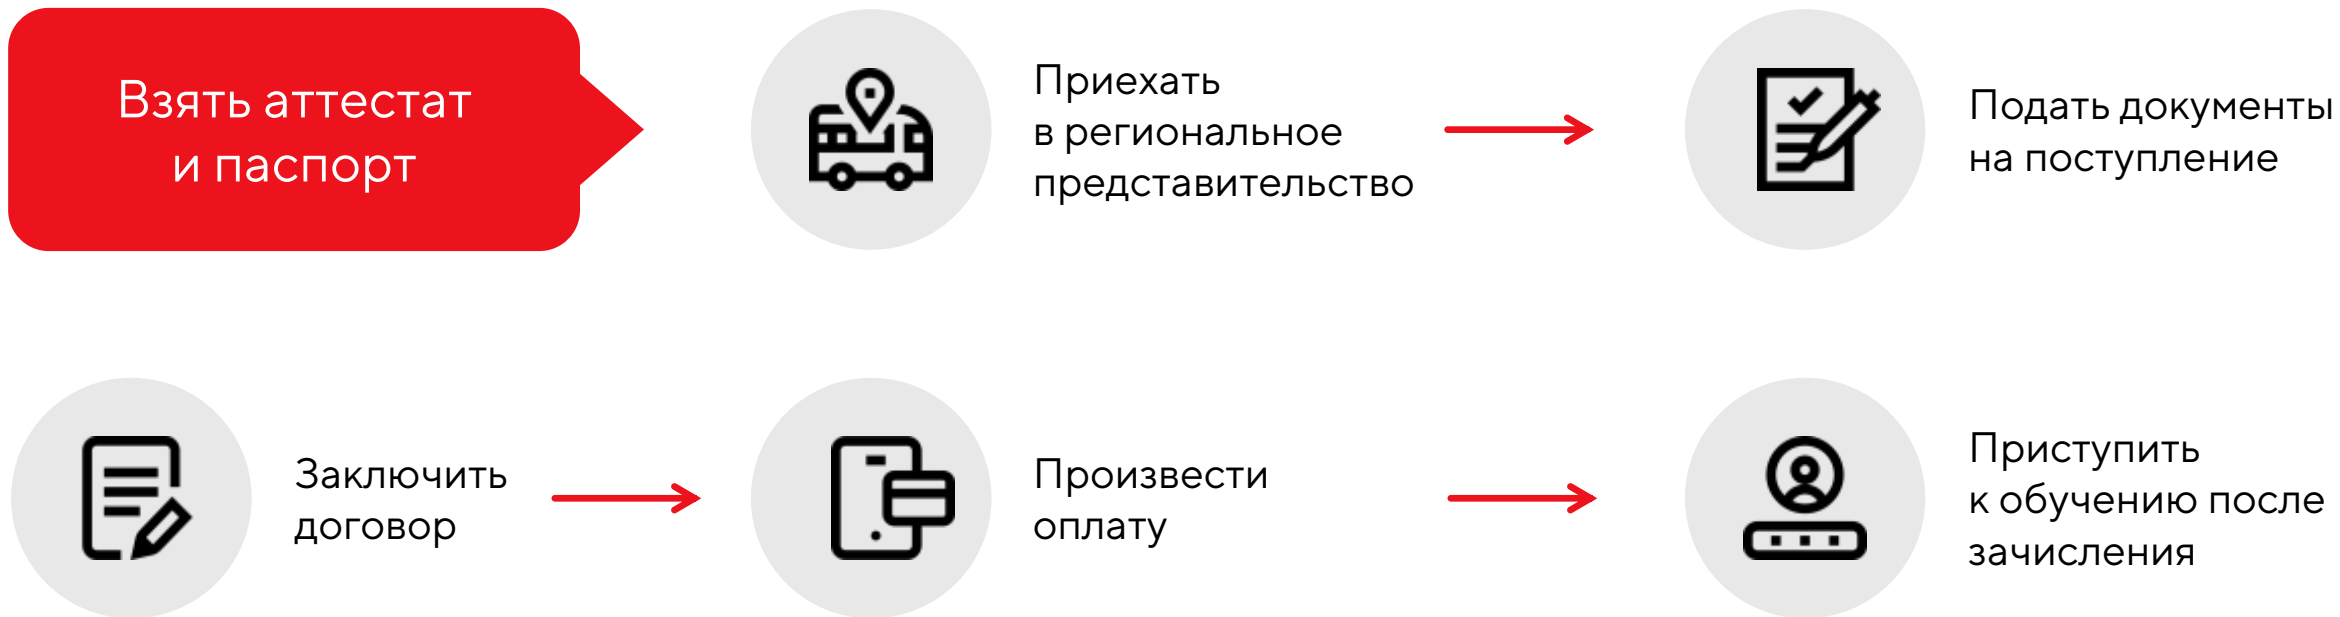 Взять аттестат
и паспорт
Приехать
в региональное
представительство
Подать документы
на поступление
Заключить
договор
Произвести
оплату
Приступить
к обучению после
зачисления